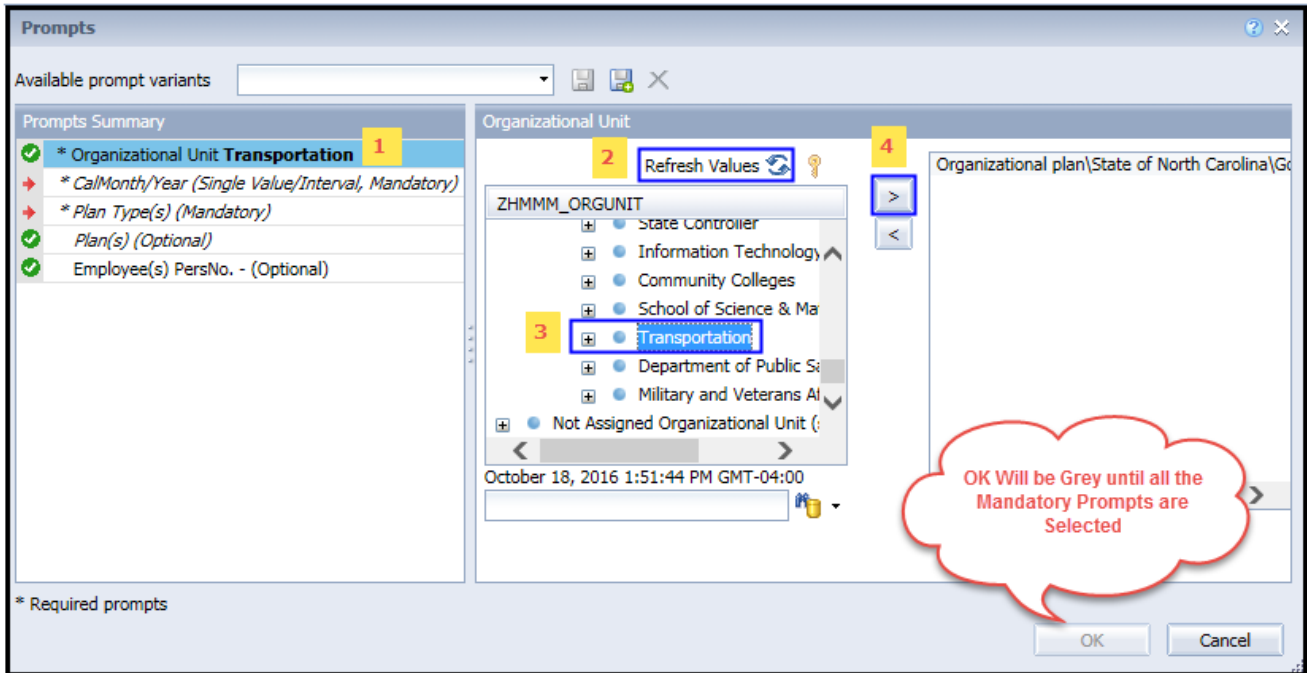 Prompts
Available prompt variants
Prompts Summary
* Organizational Unit Transportation
1
* CalMonth/Year (Single Value/Interval, Mandatory)
* Plan Type(s) (Mandatory)
Plan(s) (Optional)
Employee(s) PersNo. - (Optional)
Organizational Unit
2
Refresh Values
ZHMMM_ORGUNIT
State Controller
Information Technology
Community Colleges
School of Science & Ma
3
Transportation
Department of Public Sa
Military and Veterans Af
Not Assigned Organizational Unit (
October 18, 2016 1:51:44 PM GMT-04:00
4
>
<
Organizational plan\State of North Carolina\Go
OK Will be Grey until all the
Mandatory Prompts are
Selected
* Required prompts
OK
Cancel